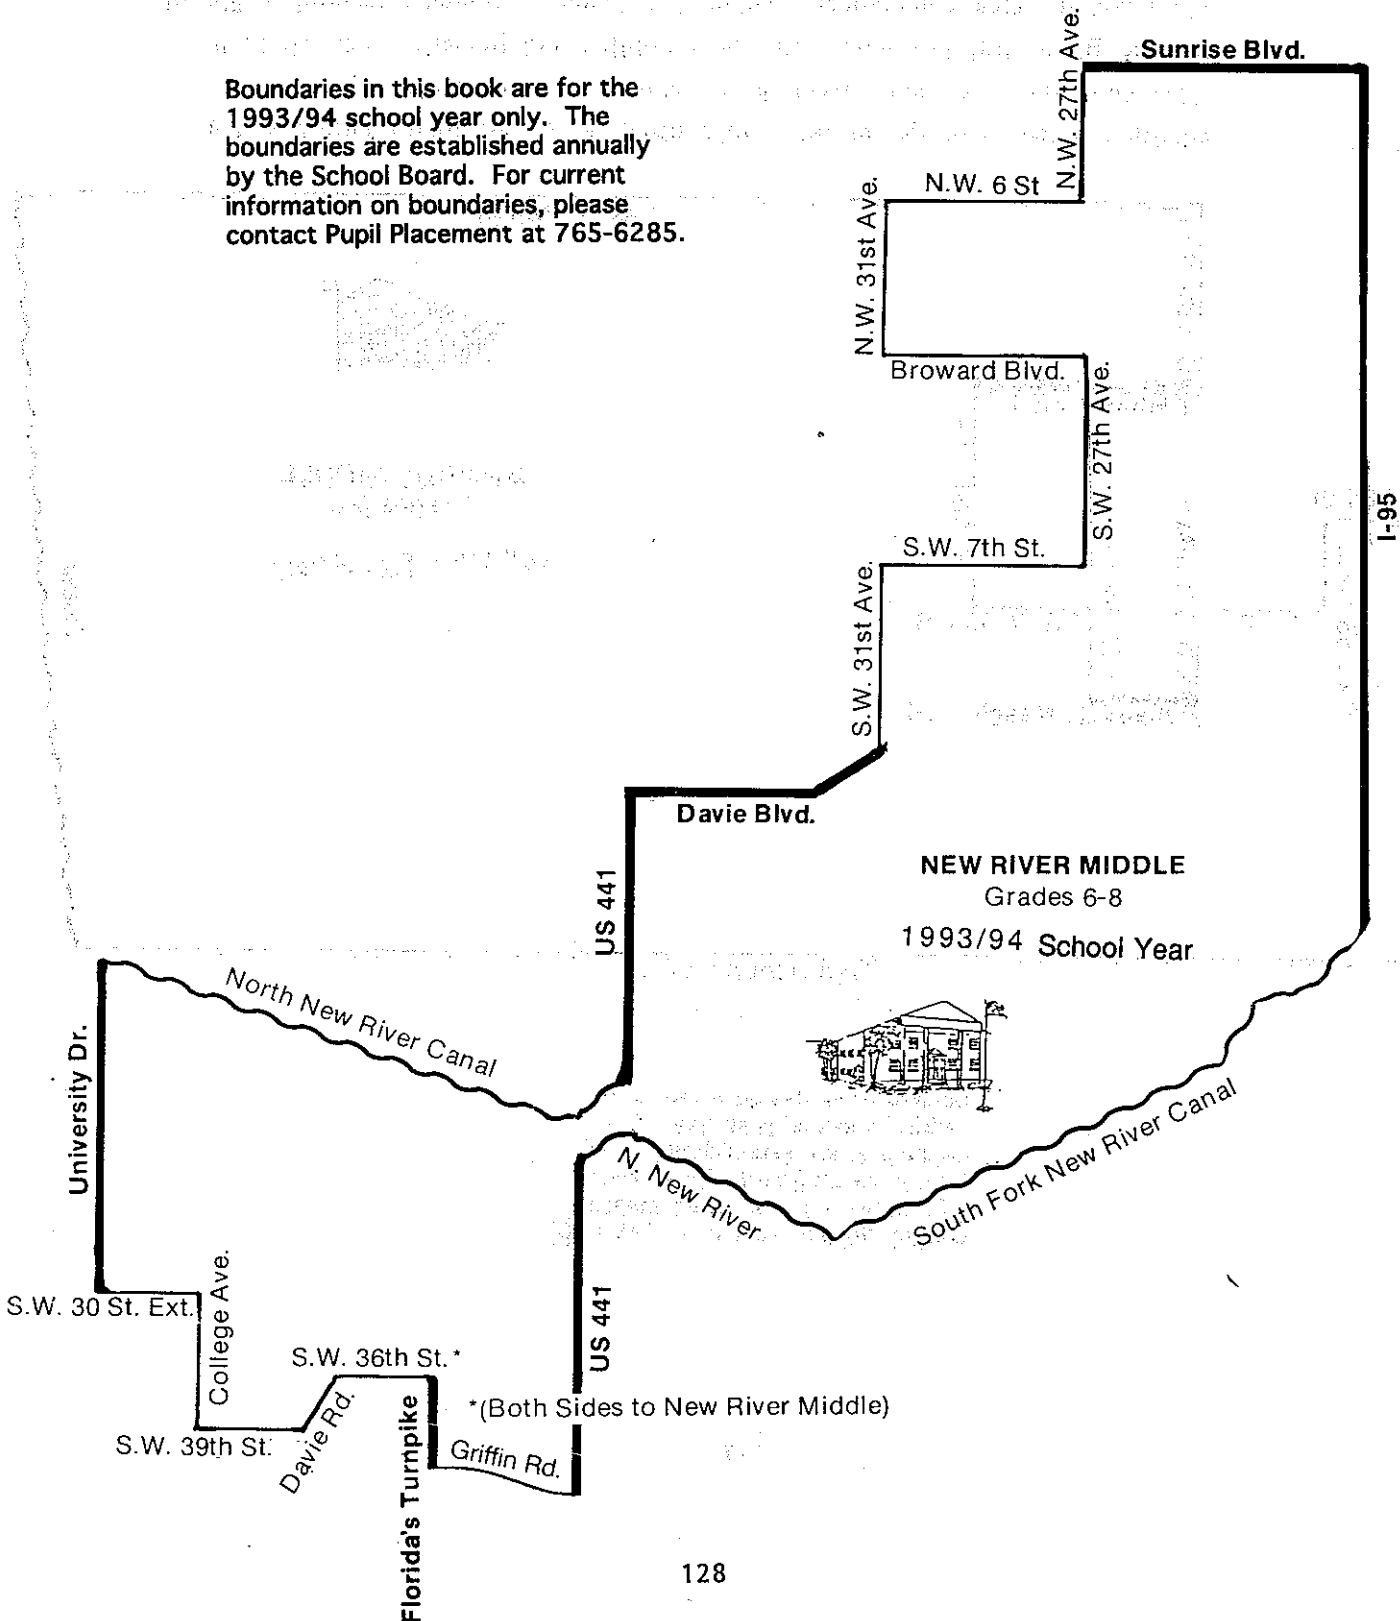 Sunrise Blvd.
N.W. 27th Ave.
Boundaries in this book are for the
1993/94 school year only. The
boundaries are established annually
by the School Board. For current
information on boundaries, please
contact Pupil Placement at 765-6285.
N.W. 6 St
N.W. 31st Ave.
Broward Blvd.
S.W. 27th Ave.
I-95
S.W. 7th St.
S.W. 31st Ave.
Davie Blvd.
US 441
NEW RIVER MIDDLE
Grades 6-8
1993/94 School Year
North New River Canal
University Dr.
N. New River
South Fork New River Canal
S.W. 30 St. Ext.
College Ave.
US 441
S.W. 36th St.*
*(Both Sides to New River Middle)
S.W. 39th St.
Davie Rd.
Florida's Turnpike
Griffin Rd.
128